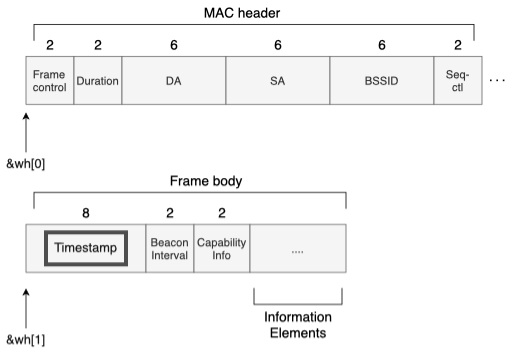 MAC header
2 2 6 6 6 2
Frame control Duration DA SA BSSID Seq-ctl ...
&wh[0]
Frame body
8 2 2
Timestamp Beacon Interval Capability Info ....
&wh[1]
Information
Elements